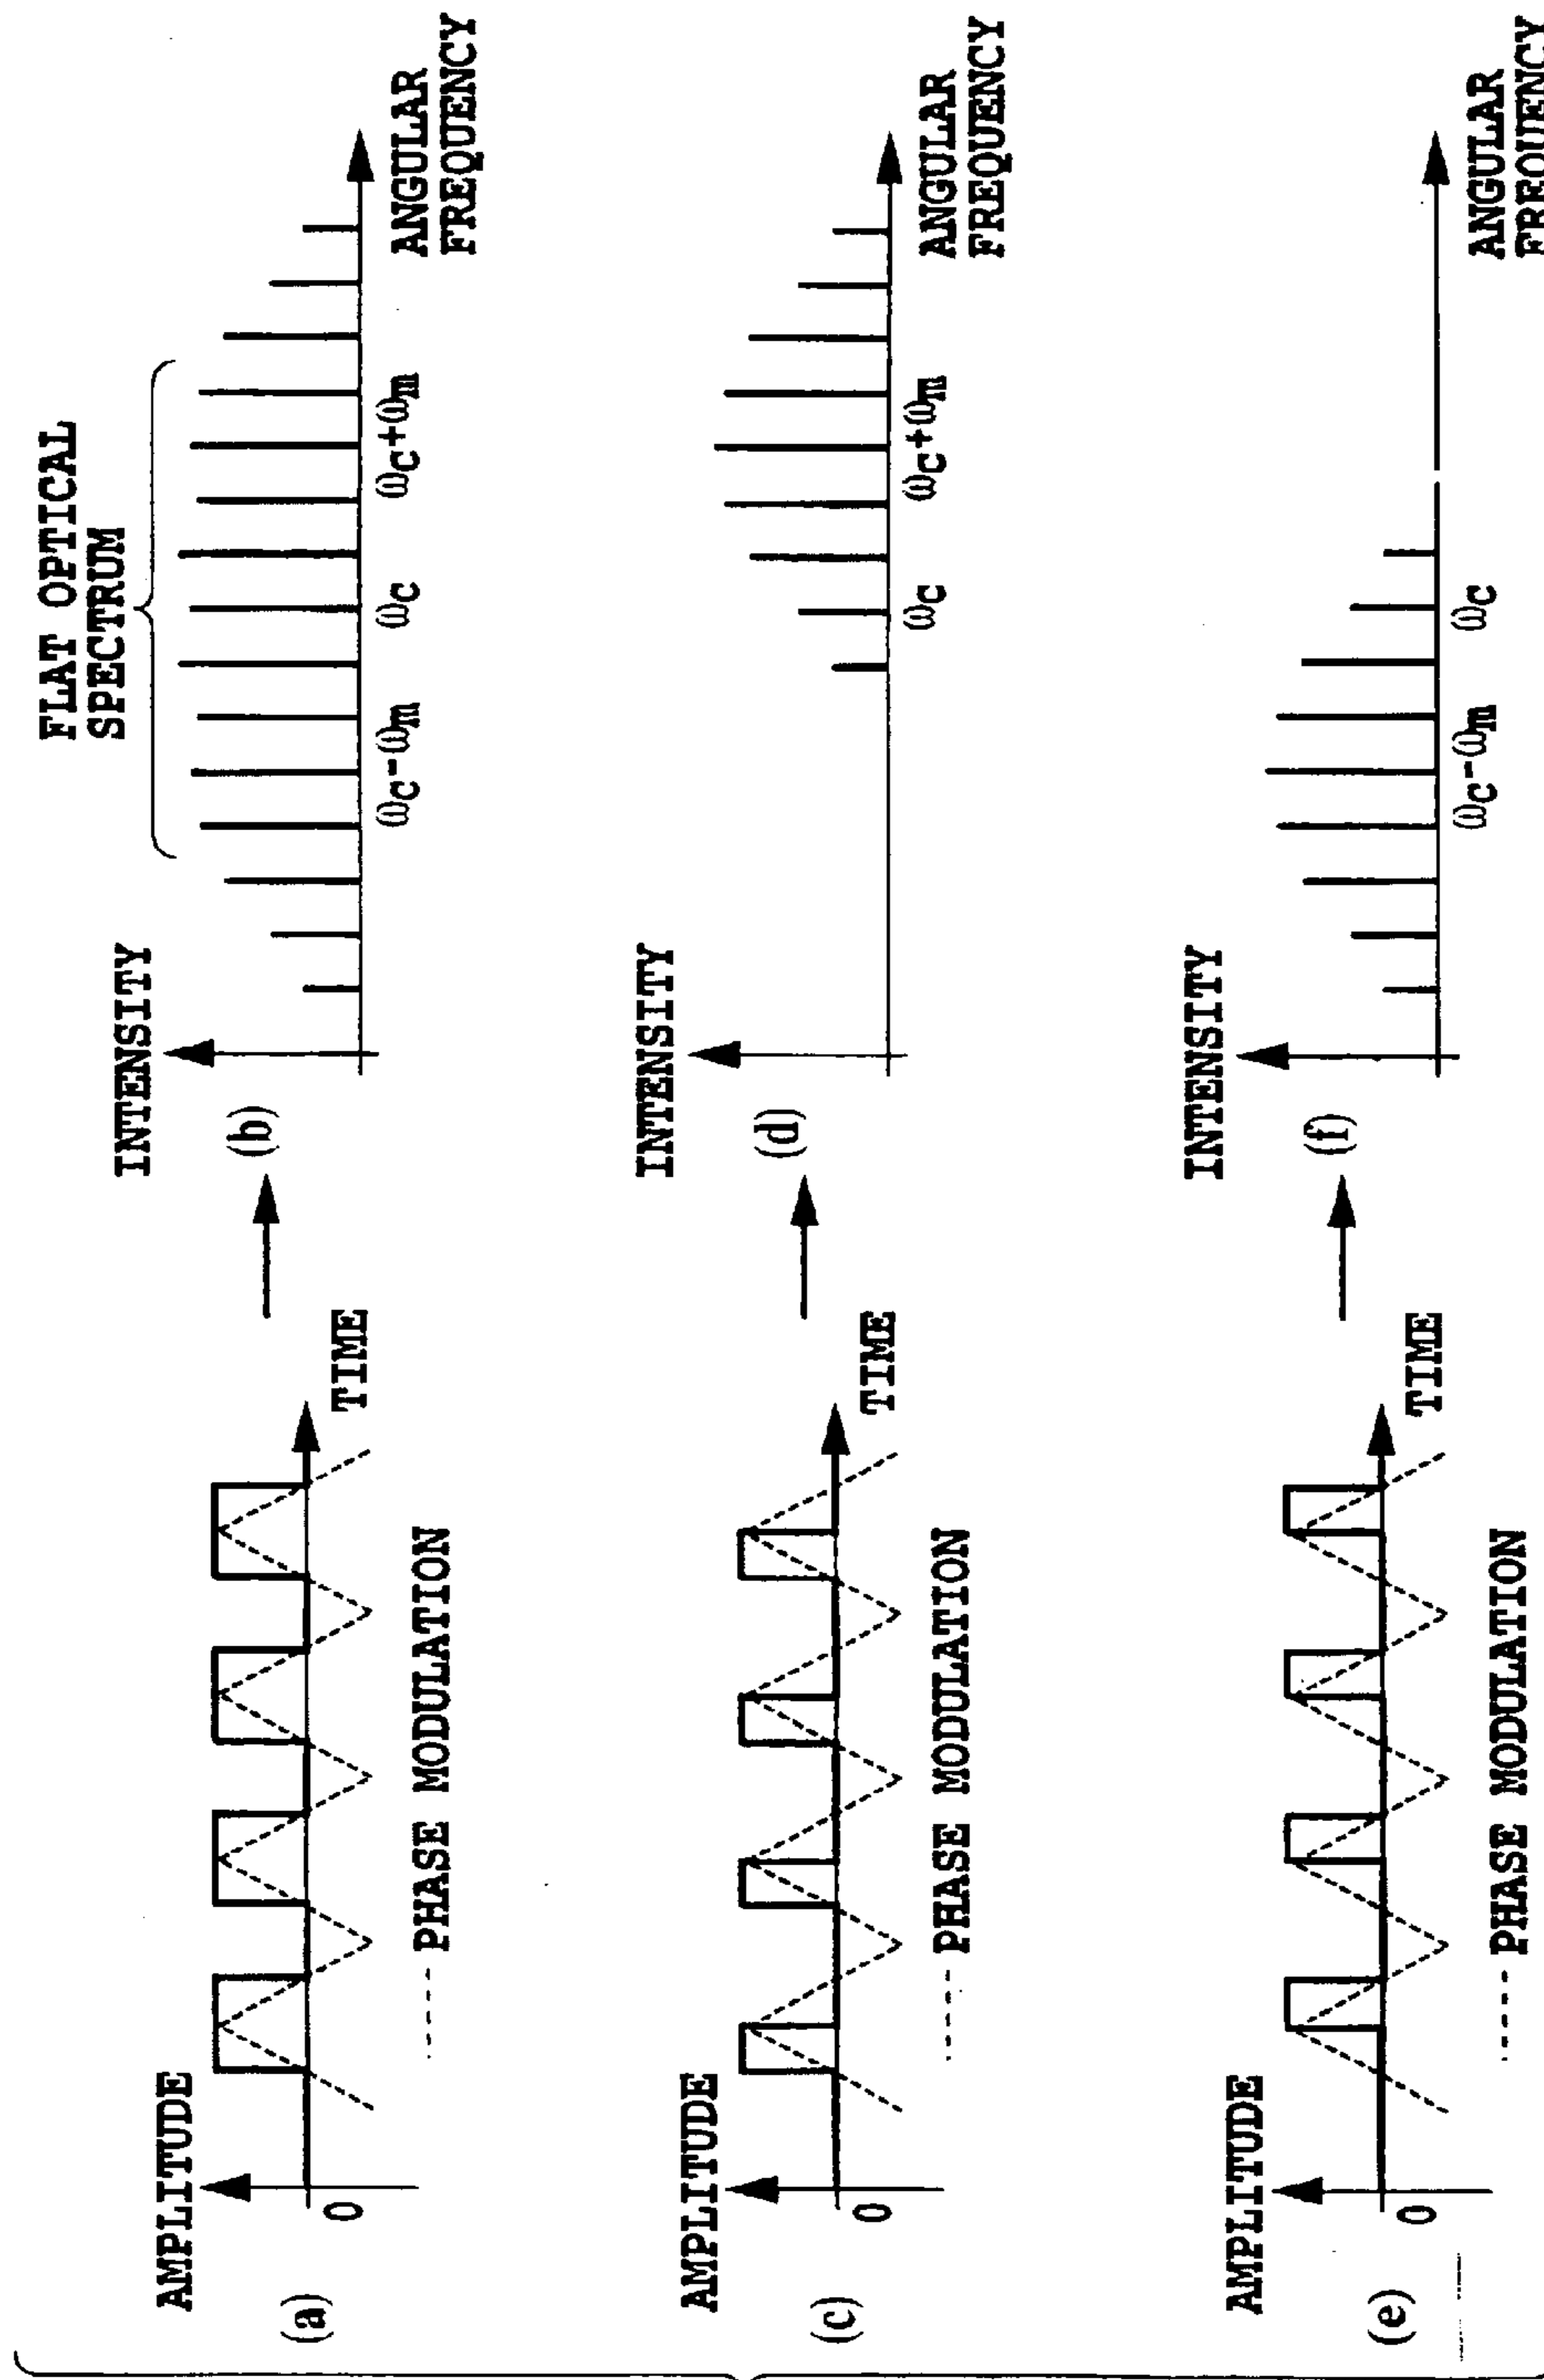 (a)
AMPLITUDE
0
TIME
---- PHASE MODULATION
(b)
INTENSITY
FLAT OPTICAL
SPECTRUM
ωc-ωm
ωc
ωc+ωm
ANGULAR
FREQUENCY
(c)
AMPLITUDE
0
TIME
---- PHASE MODULATION
(d)
INTENSITY
ωc
ωc+ωm
ANGULAR
FREQUENCY
(e)
AMPLITUDE
0
TIME
---- PHASE MODULATION
(f)
INTENSITY
ωc-ωm
ωc
ANGULAR
FREQUENCY